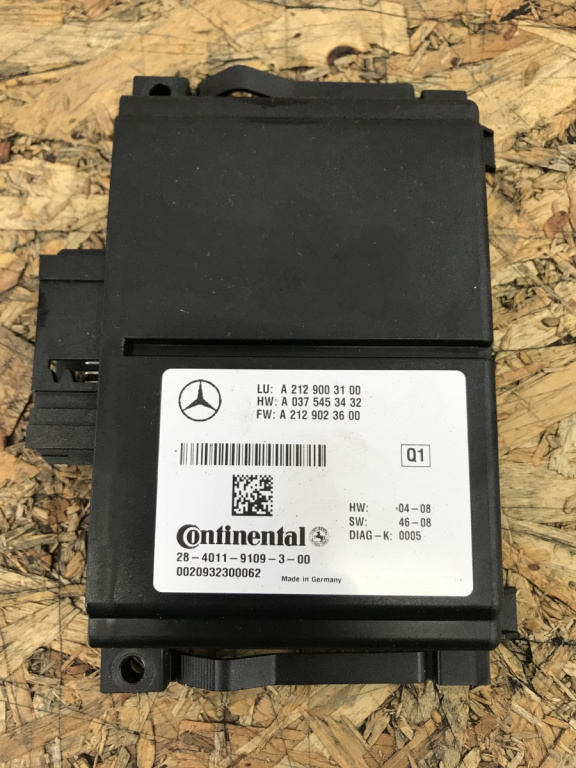 LU: A 212 900 31 00
HW: A 037 545 34 32
FW: A 212 902 36 00
Q1
HW: 04-08
SW: 46-08
DIAG-K: 0005
Continental
28-4011-9109-3-00
0020932300062
Made in Germany